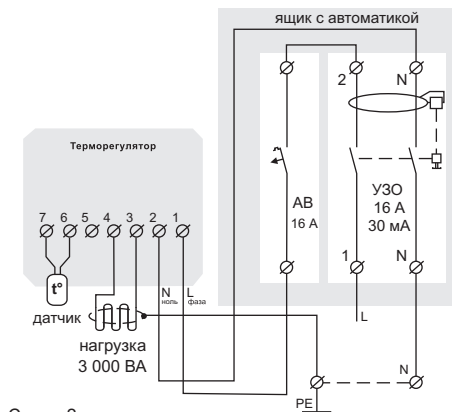 ящик с автоматикой
2
N
Терморегулятор
АВ
16 А
УЗО
16 А
30 мА
7 6 5 4 3 2 1
1
N
N
ноль
L
фаза
t°
датчик
L
нагрузка
3 000 ВА
N
PE